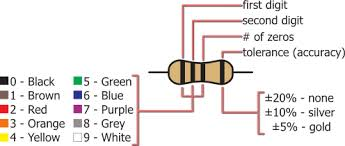 first digit
second digit
# of zeros
tolerance (accuracy)
0 - Black
1 - Brown
2 - Red
3 - Orange
4 - Yellow
5 - Green
6 - Blue
7 - Purple
8 - Grey
9 - White
±20% - none
±10% - silver
±5% - gold